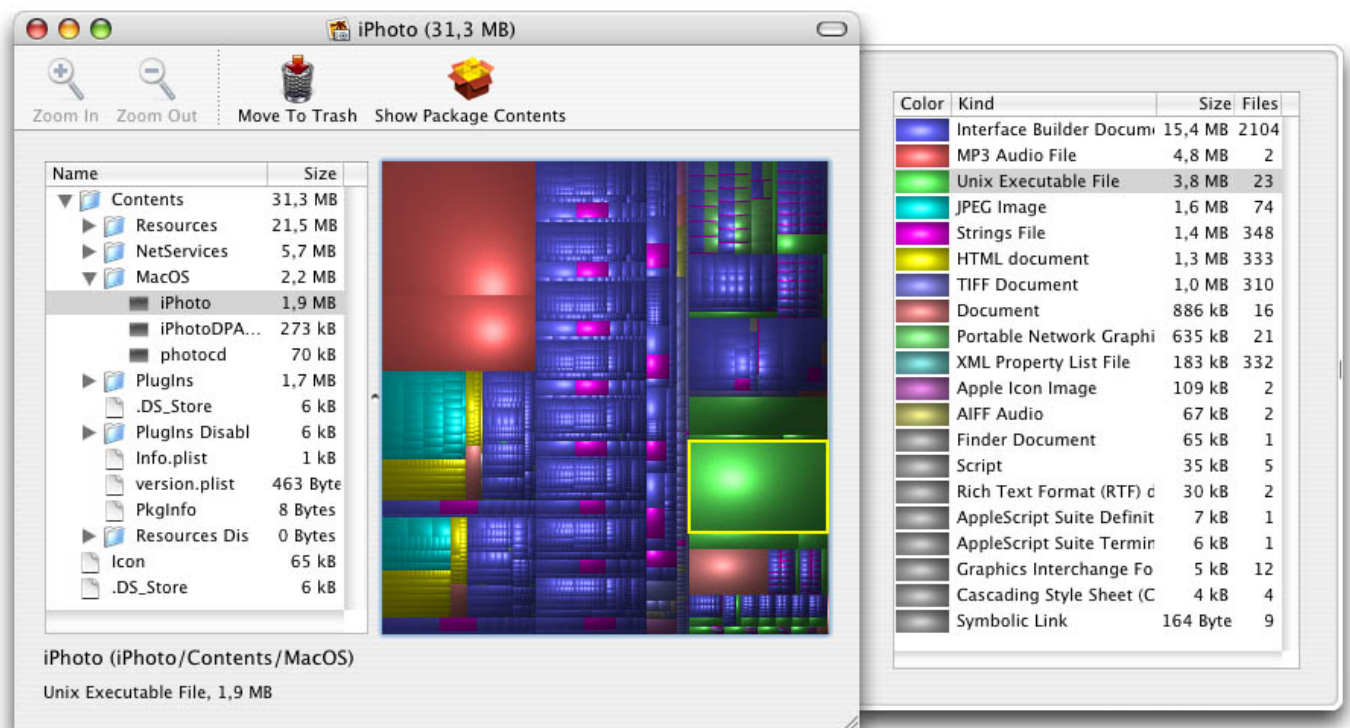 iPhoto (31,3 MB)
Zoom In Zoom Out Move To Trash Show Package Contents
Name Size
Contents 31,3 MB
Resources 21,5 MB
NetServices 5,7 MB
MacOS 2,2 MB
iPhoto 1,9 MB
iPhotoDPA... 273 kB
photocd 70 kB
PlugIns 1,7 MB
.DS_Store 6 kB
PlugIns Disabl 6 kB
Info.plist 1 kB
version.plist 463 Byte
PkgInfo 8 Bytes
Resources Dis 0 Bytes
Icon 65 kB
.DS_Store 6 kB
iPhoto (iPhoto/Contents/MacOS)
Unix Executable File, 1,9 MB
Color Kind Size Files
Interface Builder Docum 15,4 MB 2104
MP3 Audio File 4,8 MB 2
Unix Executable File 3,8 MB 23
JPEG Image 1,6 MB 74
Strings File 1,4 MB 348
HTML document 1,3 MB 333
TIFF Document 1,0 MB 310
Document 886 kB 16
Portable Network Graphi 635 kB 21
XML Property List File 183 kB 332
Apple Icon Image 109 kB 2
AIFF Audio 67 kB 2
Finder Document 65 kB 1
Script 35 kB 5
Rich Text Format (RTF) d 30 kB 2
AppleScript Suite Definit 7 kB 1
AppleScript Suite Termin 6 kB 1
Graphics Interchange Fo 5 kB 12
Cascading Style Sheet (C 4 kB 4
Symbolic Link 164 Byte 9